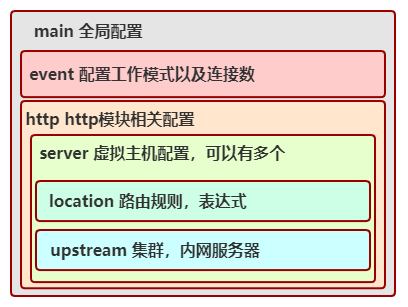 main 全局配置
event 配置工作模式以及连接数
http http模块相关配置
server 虚拟主机配置，可以有多个
location 路由规则，表达式
upstream 集群，内网服务器